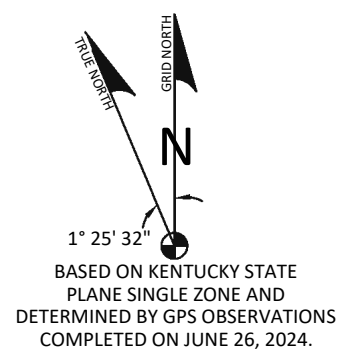 TRUE NORTH
GRID NORTH
N
1° 25' 32"
BASED ON KENTUCKY STATE
PLANE SINGLE ZONE AND
DETERMINED BY GPS OBSERVATIONS
COMPLETED ON JUNE 26, 2024.